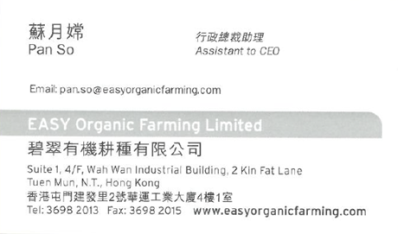 蘇月嫦
Pan So
行政總裁助理
Assistant to CEO
Email: pan.so@easyorganicfarming.com
EASY Organic Farming Limited
碧翠有機耕種有限公司
Suite 1, 4/F, Wah Wan Industrial Building, 2 Kin Fat Lane
Tuen Mun, N.T., Hong Kong
香港屯門建發里2號華運工業大廈4樓1室
Tel: 3698 2013 Fax: 3698 2015 www.easyorganicfarming.com